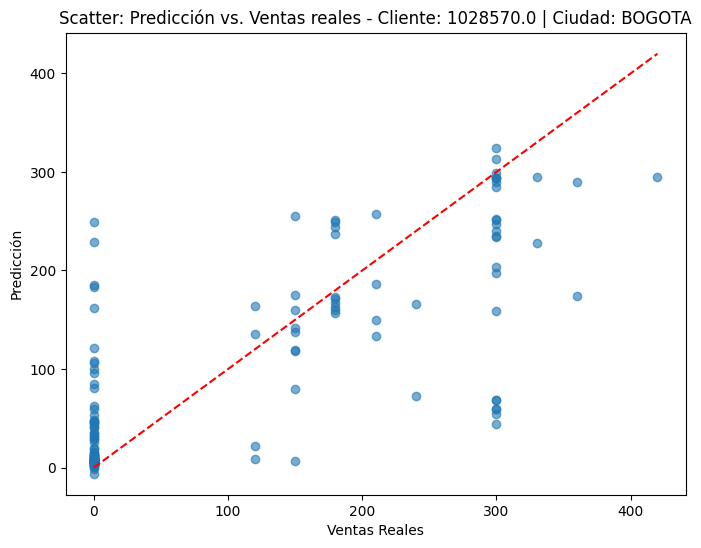 Scatter: Predicción vs. Ventas reales - Cliente: 1028570.0 | Ciudad: BOGOTA
400
300
200
100
0
Predicción
0 100 200 300 400
Ventas Reales